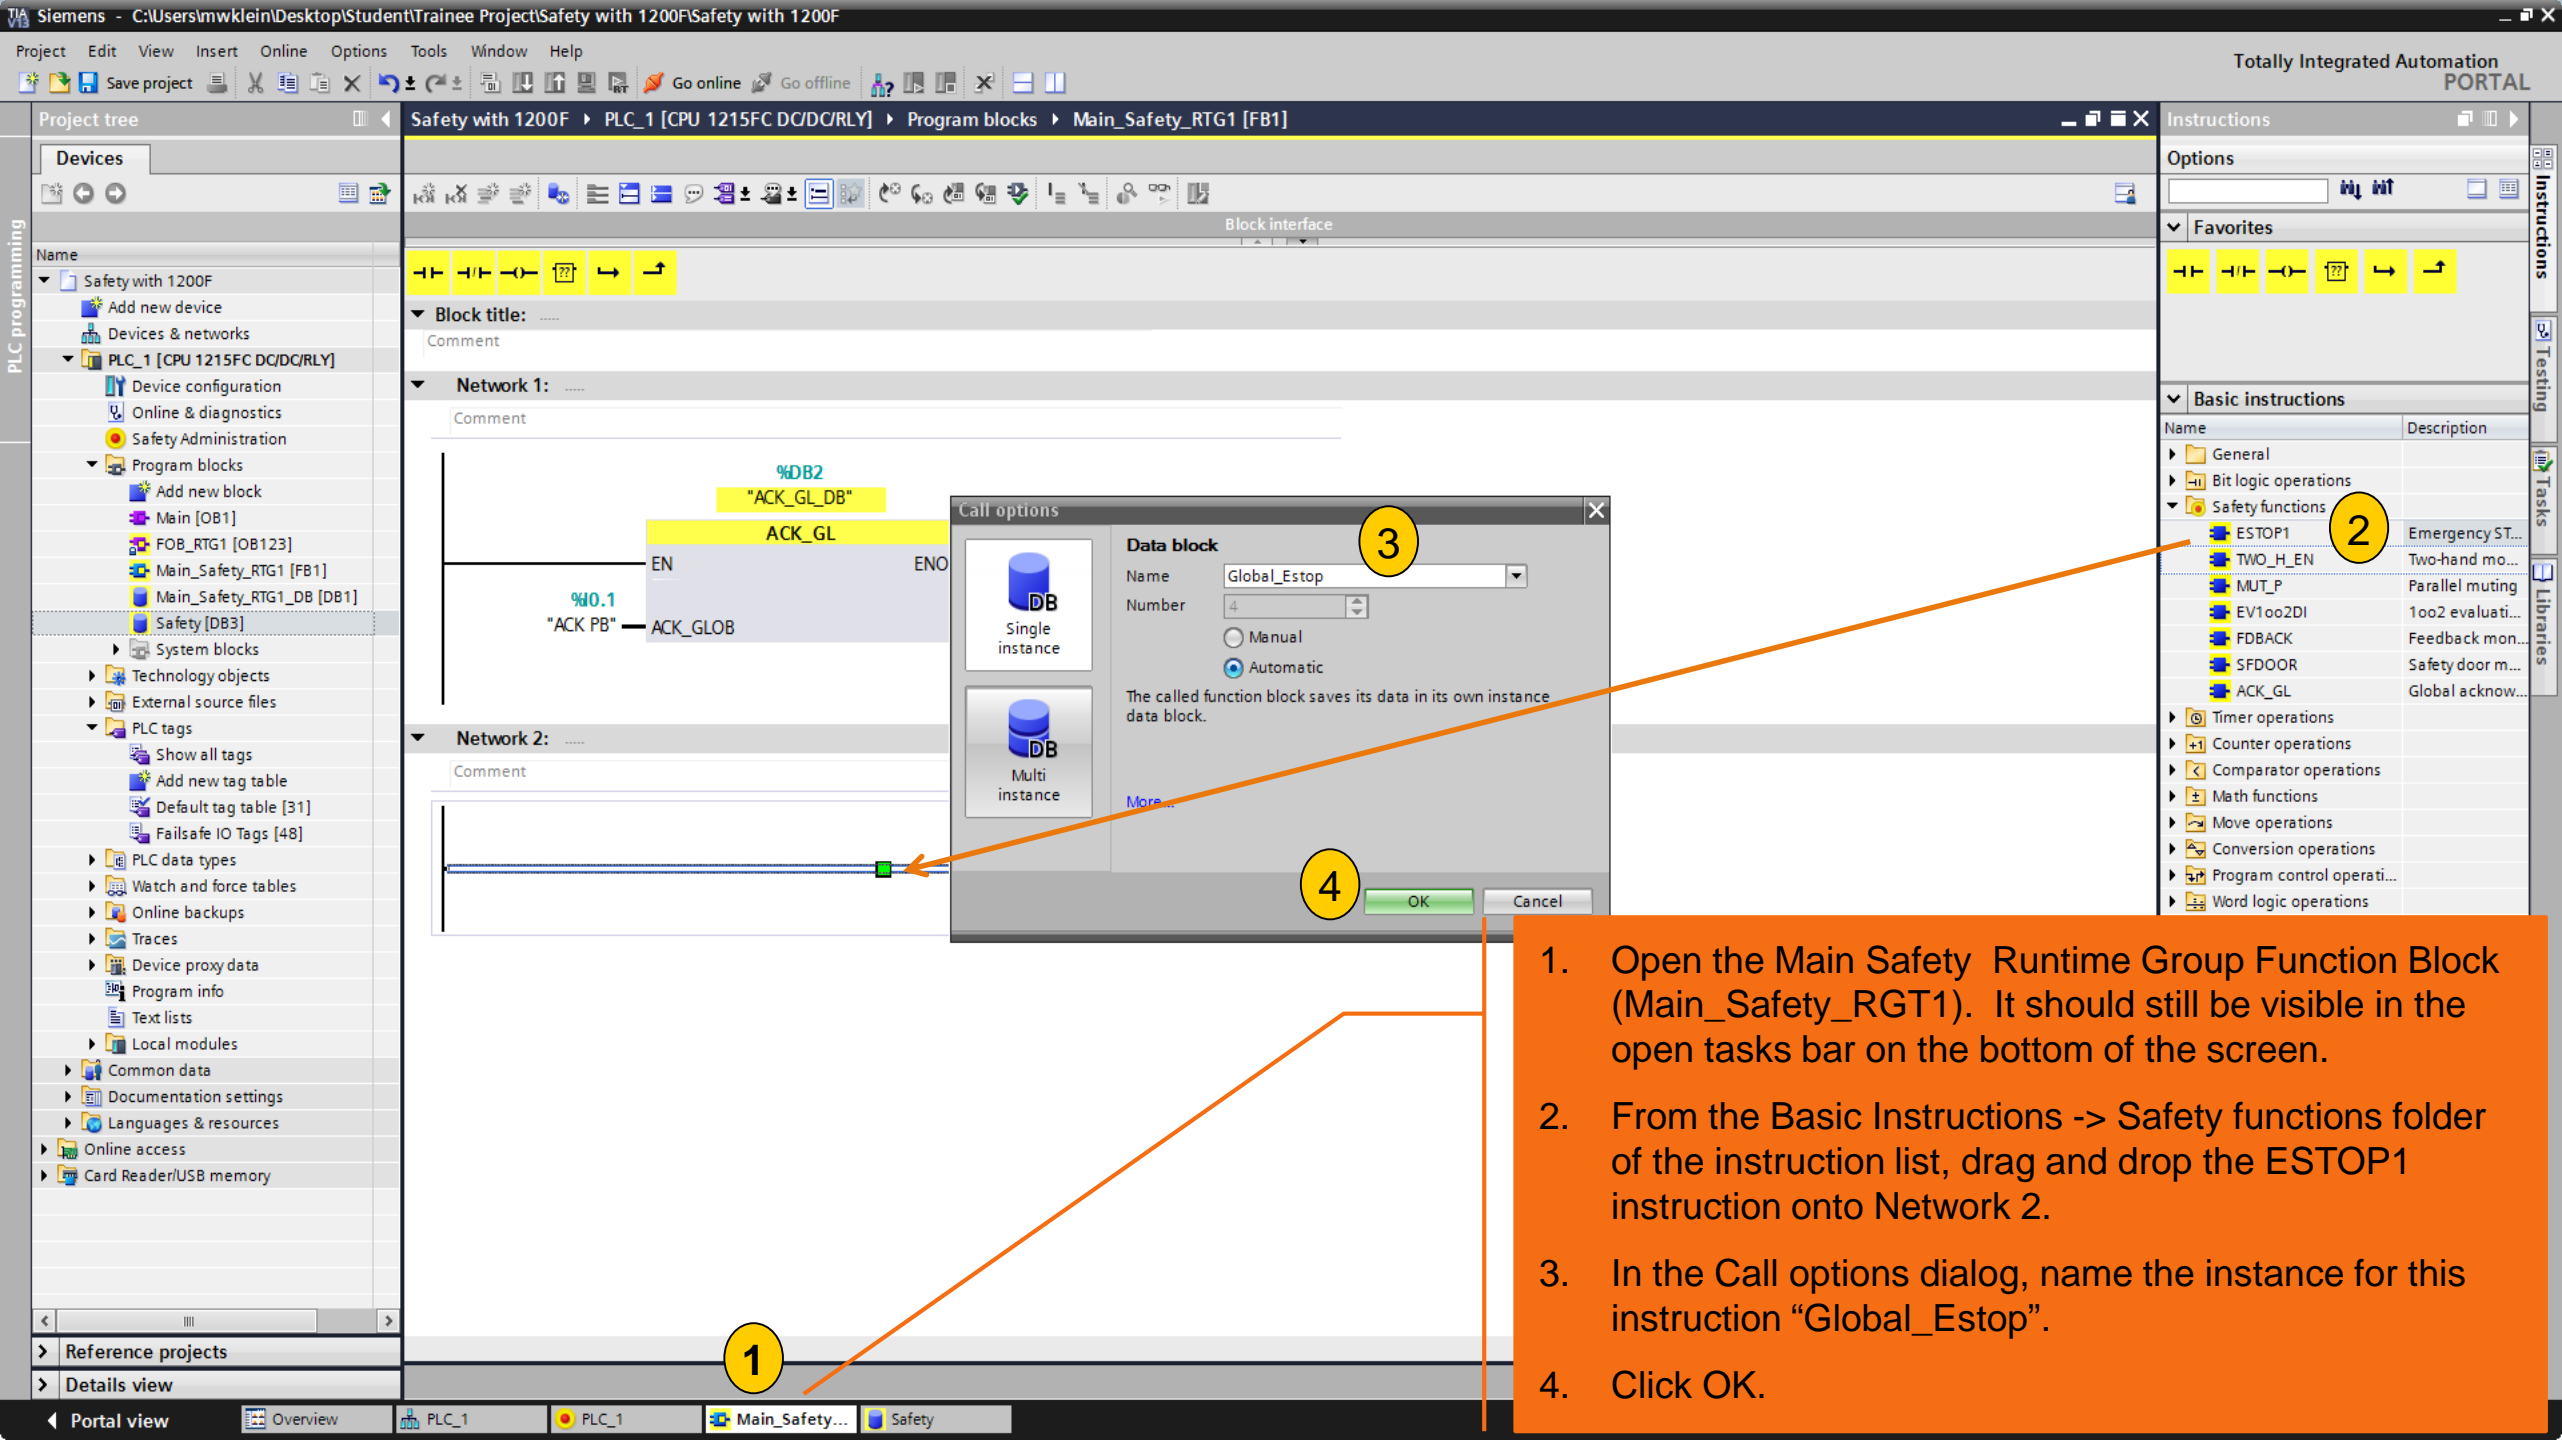 Siemens - C:\Users\mwklein\Desktop\Student\Trainee Project\Safety with 1200F\Safety with 1200F
Project Edit View Insert Online Options Tools Window Help
Totally Integrated Automation
PORTAL
Save project Go online Go offline
Project tree
Safety with 1200F PLC_1 [CPU 1215FC DC/DC/RLY] Program blocks Main_Safety_RTG1 [FB1]
Instructions
Devices
Options
Block interface
Favorites
Name
Safety with 1200F
Add new device
Devices & networks
PLC_1 [CPU 1215FC DC/DC/RLY]
Device configuration
Online & diagnostics
Safety Administration
Program blocks
Add new block
Main [OB1]
FOB_RTG1 [OB123]
Main_Safety_RTG1 [FB1]
Main_Safety_RTG1_DB [DB1]
Safety [DB3]
System blocks
Technology objects
External source files
PLC tags
Show all tags
Add new tag table
Default tag table [31]
Failsafe IO Tags [48]
PLC data types
Watch and force tables
Online backups
Traces
Device proxy data
Program info
Text lists
Local modules
Common data
Documentation settings
Languages & resources
Online access
Card Reader/USB memory
Reference projects
Details view
PLC programming
Block title: .....
Comment
Network 1: .....
Comment
%DB2
"ACK_GL_DB"
ACK_GL
EN ENO
%I0.1
"ACK PB" ACK_GLOB
Network 2: .....
Comment
Call options
3
Data block
Name Global_Estop
Number 4
Manual
Automatic
The called function block saves its data in its own instance
data block.
More...
DB
Single
instance
DB
Multi
instance
4
OK Cancel
Basic instructions
Name Description
General
Bit logic operations
Safety functions
2
ESTOP1 Emergency ST...
TWO_H_EN Two-hand mo...
MUT_P Parallel muting
EV1oo2DI 1oo2 evaluati...
FDBACK Feedback mon...
SFDOOR Safety door m...
ACK_GL Global acknow...
Timer operations
Counter operations
Comparator operations
Math functions
Move operations
Conversion operations
Program control operati...
Word logic operations
Instructions
Testing
Tasks
Libraries
1. Open the Main Safety Runtime Group Function Block
(Main_Safety_RGT1). It should still be visible in the
open tasks bar on the bottom of the screen.
2. From the Basic Instructions -> Safety functions folder
of the instruction list, drag and drop the ESTOP1
instruction onto Network 2.
3. In the Call options dialog, name the instance for this
instruction “Global_Estop”.
4. Click OK.
1
Portal view Overview PLC_1 PLC_1 Main_Safety... Safety